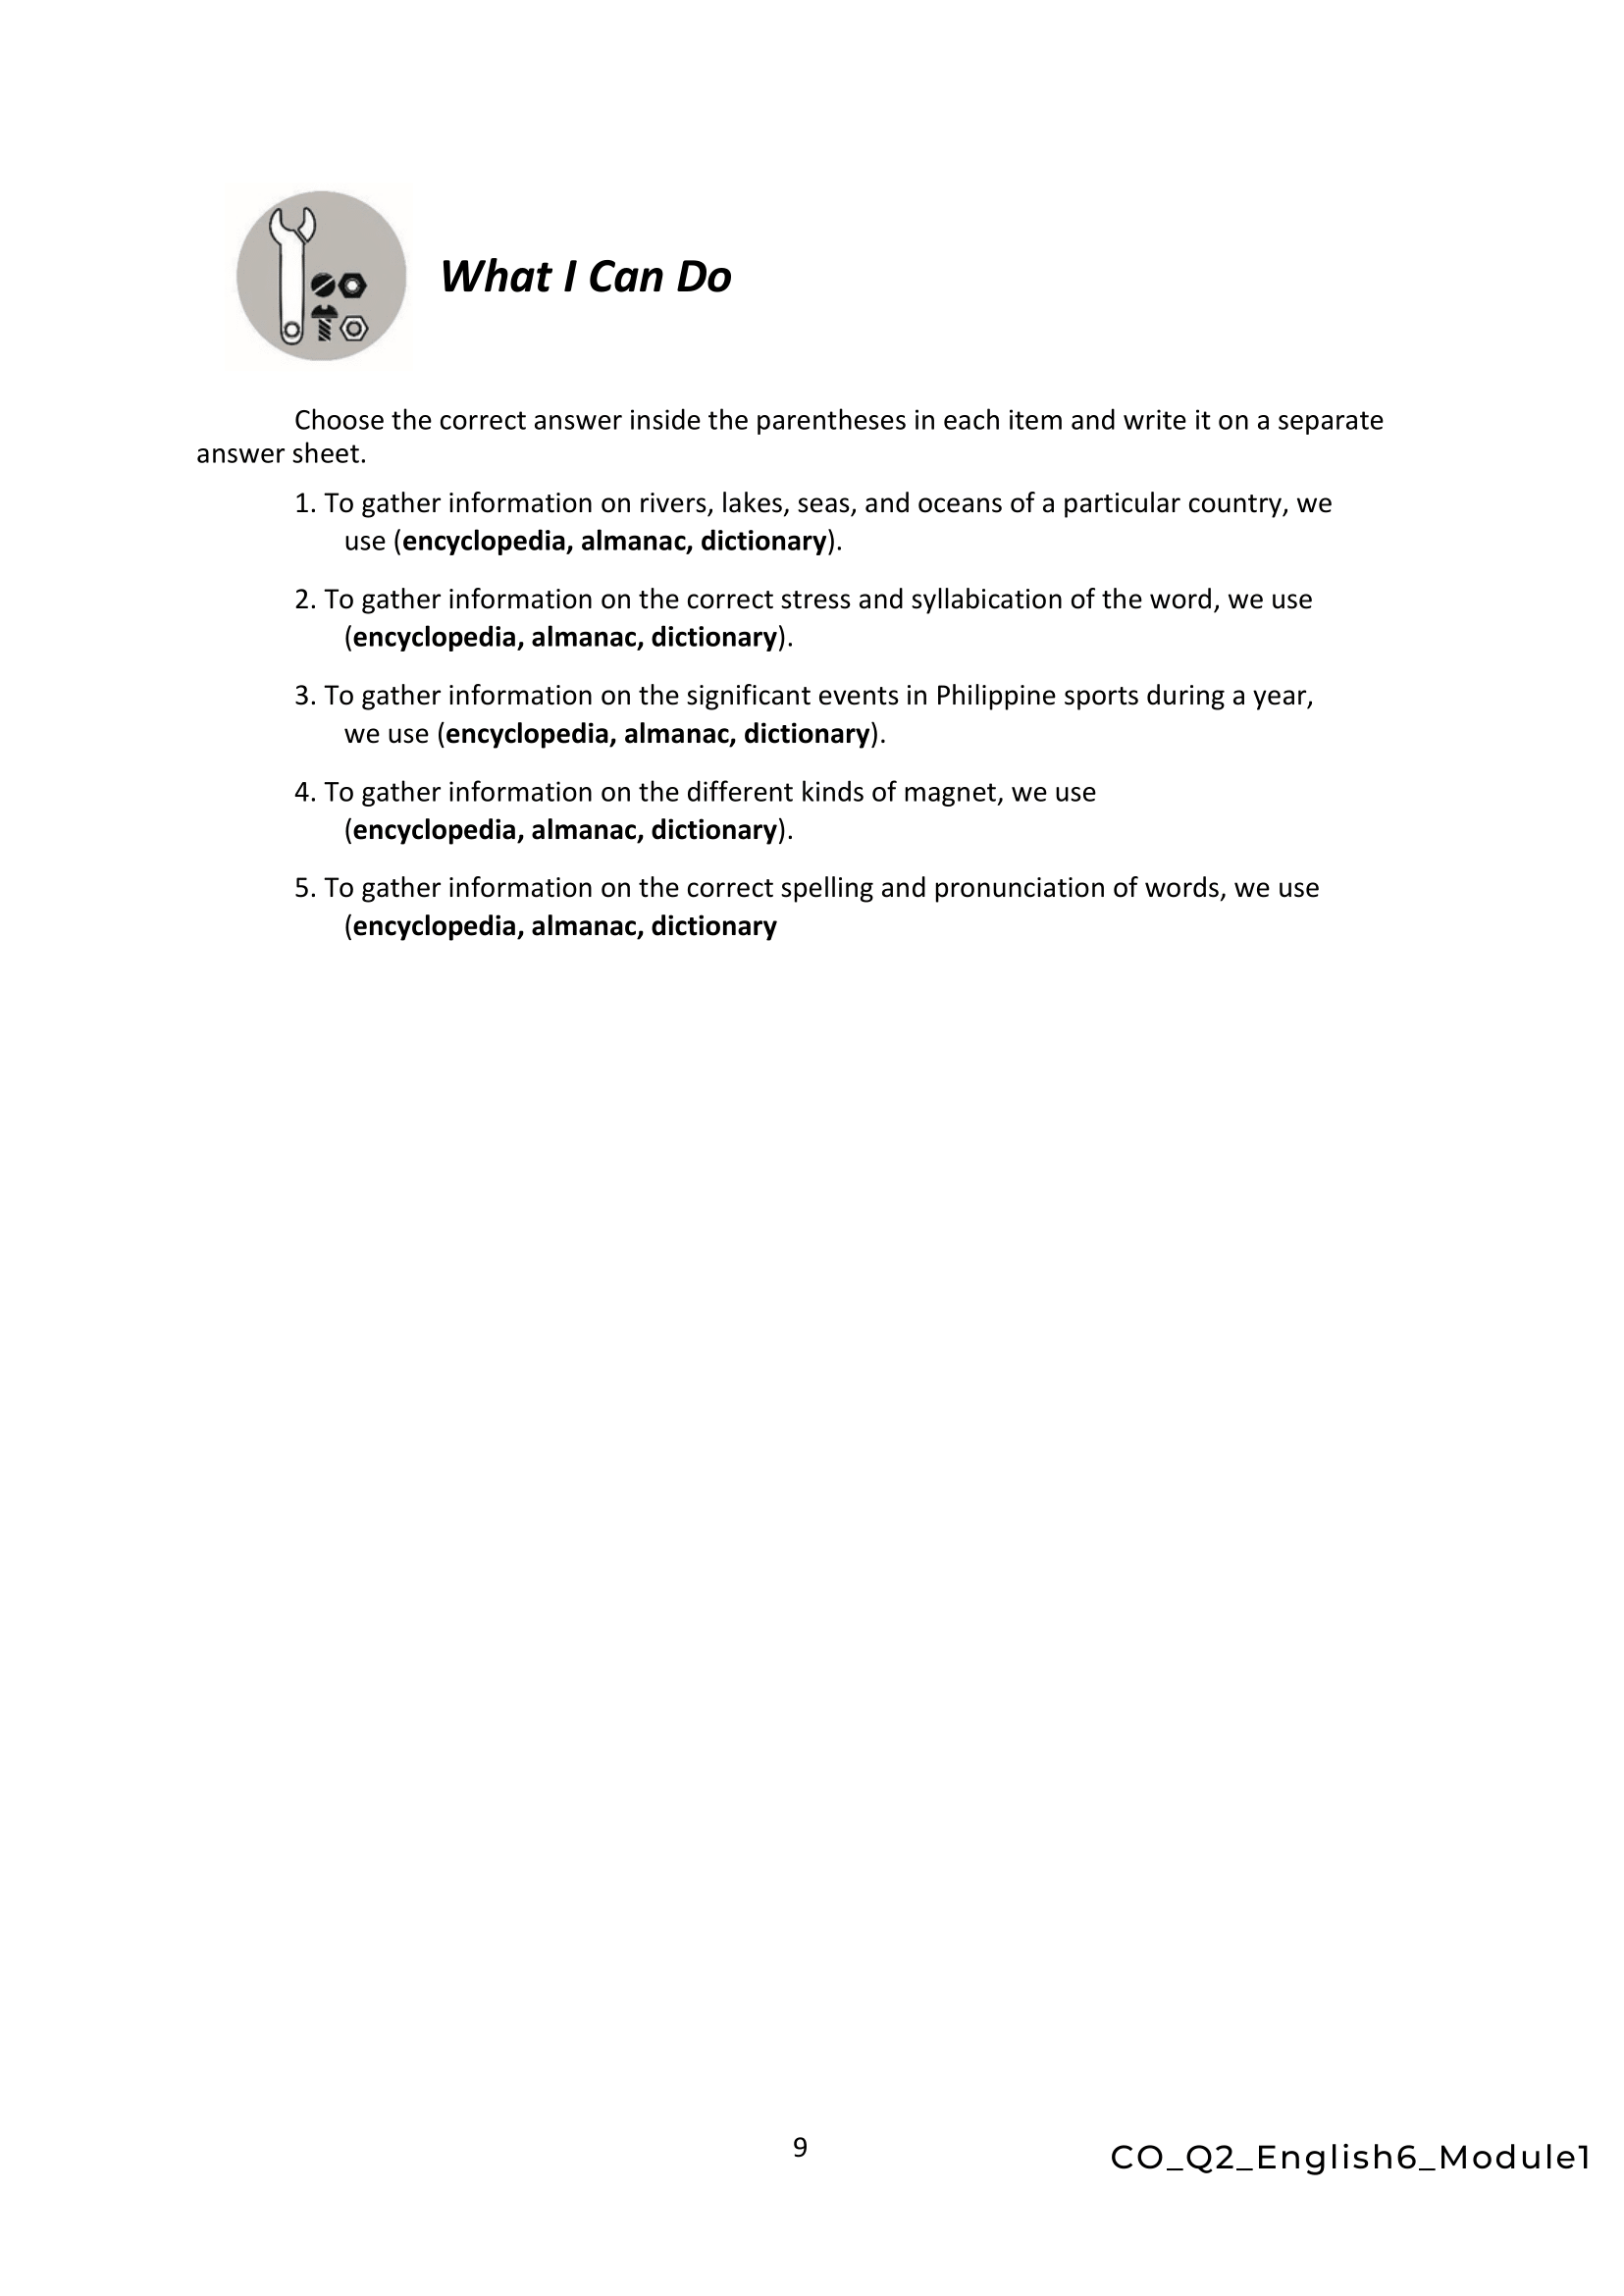 What I Can Do
Choose the correct answer inside the parentheses in each item and write it on a separate
answer sheet.
1. To gather information on rivers, lakes, seas, and oceans of a particular country, we
use (encyclopedia, almanac, dictionary).
2. To gather information on the correct stress and syllabication of the word, we use
(encyclopedia, almanac, dictionary).
3. To gather information on the significant events in Philippine sports during a year,
we use (encyclopedia, almanac, dictionary).
4. To gather information on the different kinds of magnet, we use
(encyclopedia, almanac, dictionary).
5. To gather information on the correct spelling and pronunciation of words, we use
(encyclopedia, almanac, dictionary
9
CO_Q2_English6_Module1